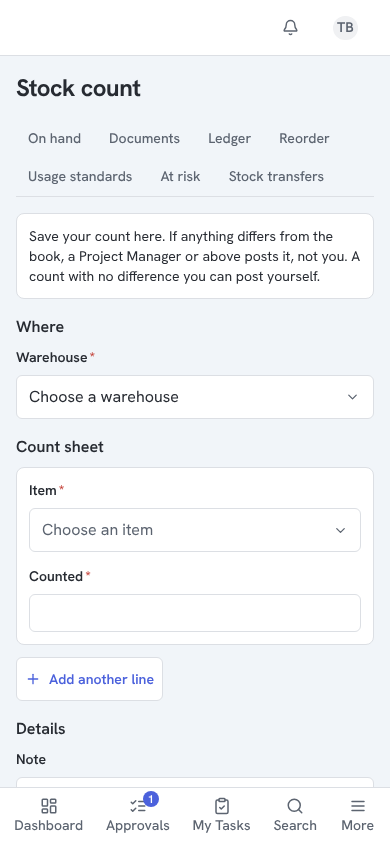 TB
Stock count
On hand Documents Ledger Reorder
Usage standards At risk Stock transfers
Save your count here. If anything differs from the
book, a Project Manager or above posts it, not you. A
count with no difference you can post yourself.
Where
Warehouse *
Choose a warehouse
Count sheet
Item *
Choose an item
Counted *
+ Add another line
Details
Note
1
Dashboard Approvals My Tasks Search More